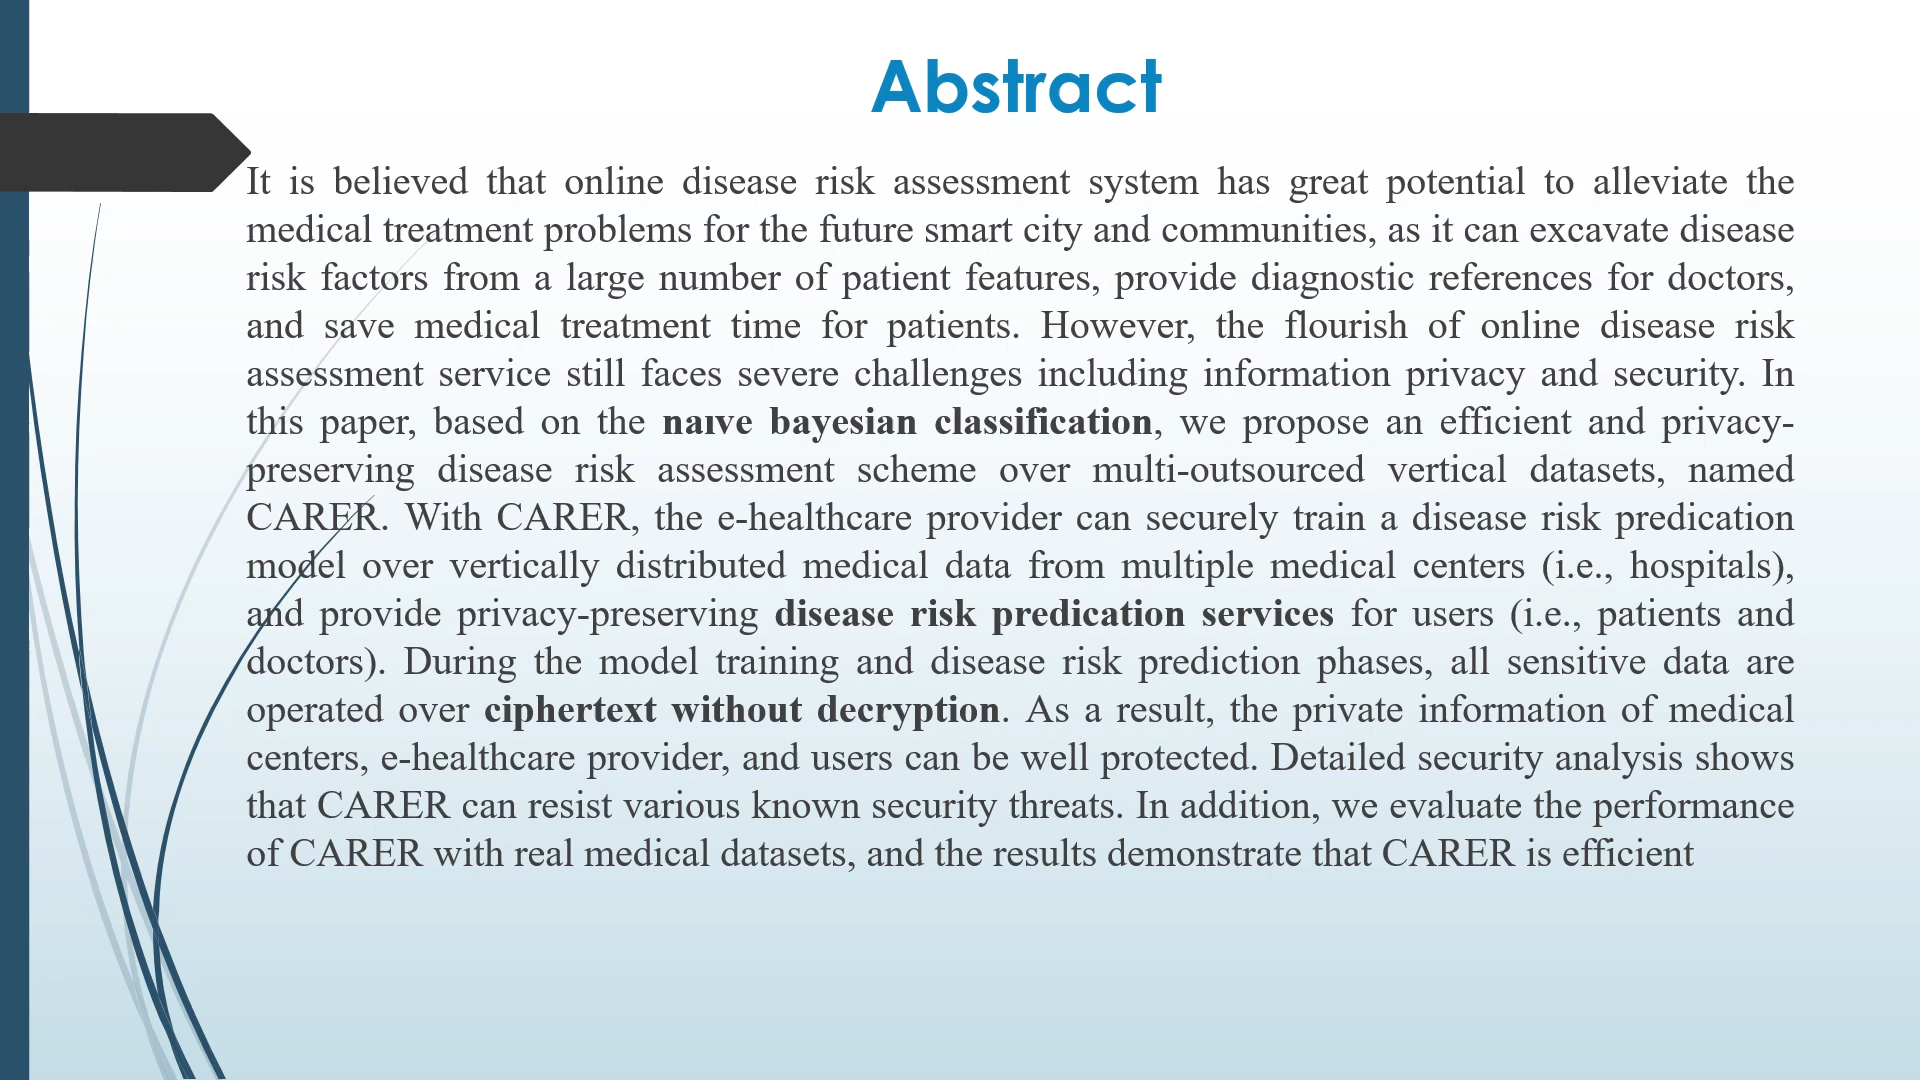 Abstract
It is believed that online disease risk assessment system has great potential to alleviate the
medical treatment problems for the future smart city and communities, as it can excavate disease
risk factors from a large number of patient features, provide diagnostic references for doctors,
and save medical treatment time for patients. However, the flourish of online disease risk
assessment service still faces severe challenges including information privacy and security. In
this paper, based on the naıve bayesian classification, we propose an efficient and privacy-
preserving disease risk assessment scheme over multi-outsourced vertical datasets, named
CARER. With CARER, the e-healthcare provider can securely train a disease risk predication
model over vertically distributed medical data from multiple medical centers (i.e., hospitals),
and provide privacy-preserving disease risk predication services for users (i.e., patients and
doctors). During the model training and disease risk prediction phases, all sensitive data are
operated over ciphertext without decryption. As a result, the private information of medical
centers, e-healthcare provider, and users can be well protected. Detailed security analysis shows
that CARER can resist various known security threats. In addition, we evaluate the performance
of CARER with real medical datasets, and the results demonstrate that CARER is efficient